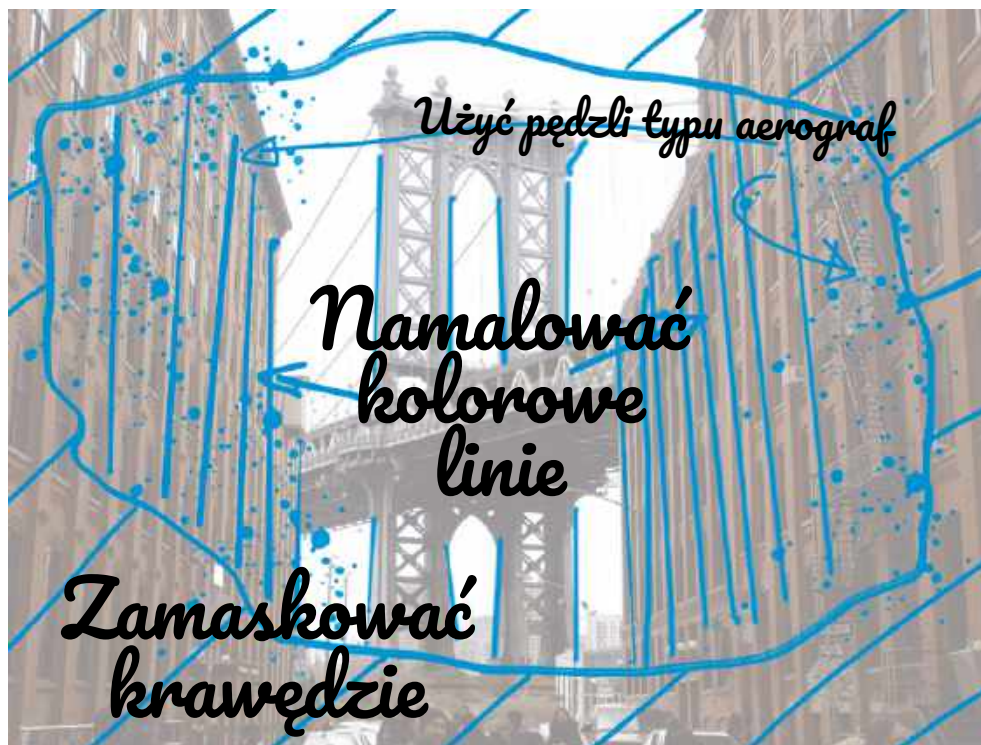 Użyć pędzli typu aerograf
Namalować
kolorowe
linie
Zamaskować
krawędzie